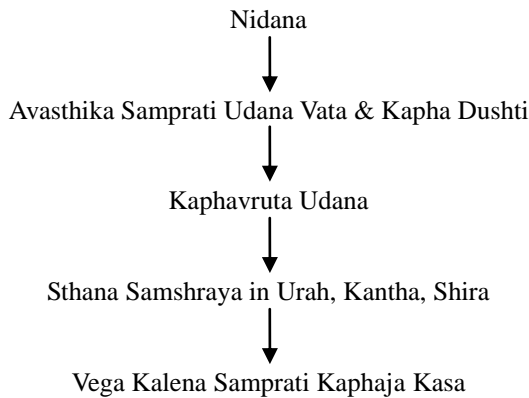 Nidana
Avasthika Samprati Udana Vata & Kapha Dushti
Kaphavruta Udana
Sthana Samshraya in Urah, Kantha, Shira
Vega Kalena Samprati Kaphaja Kasa